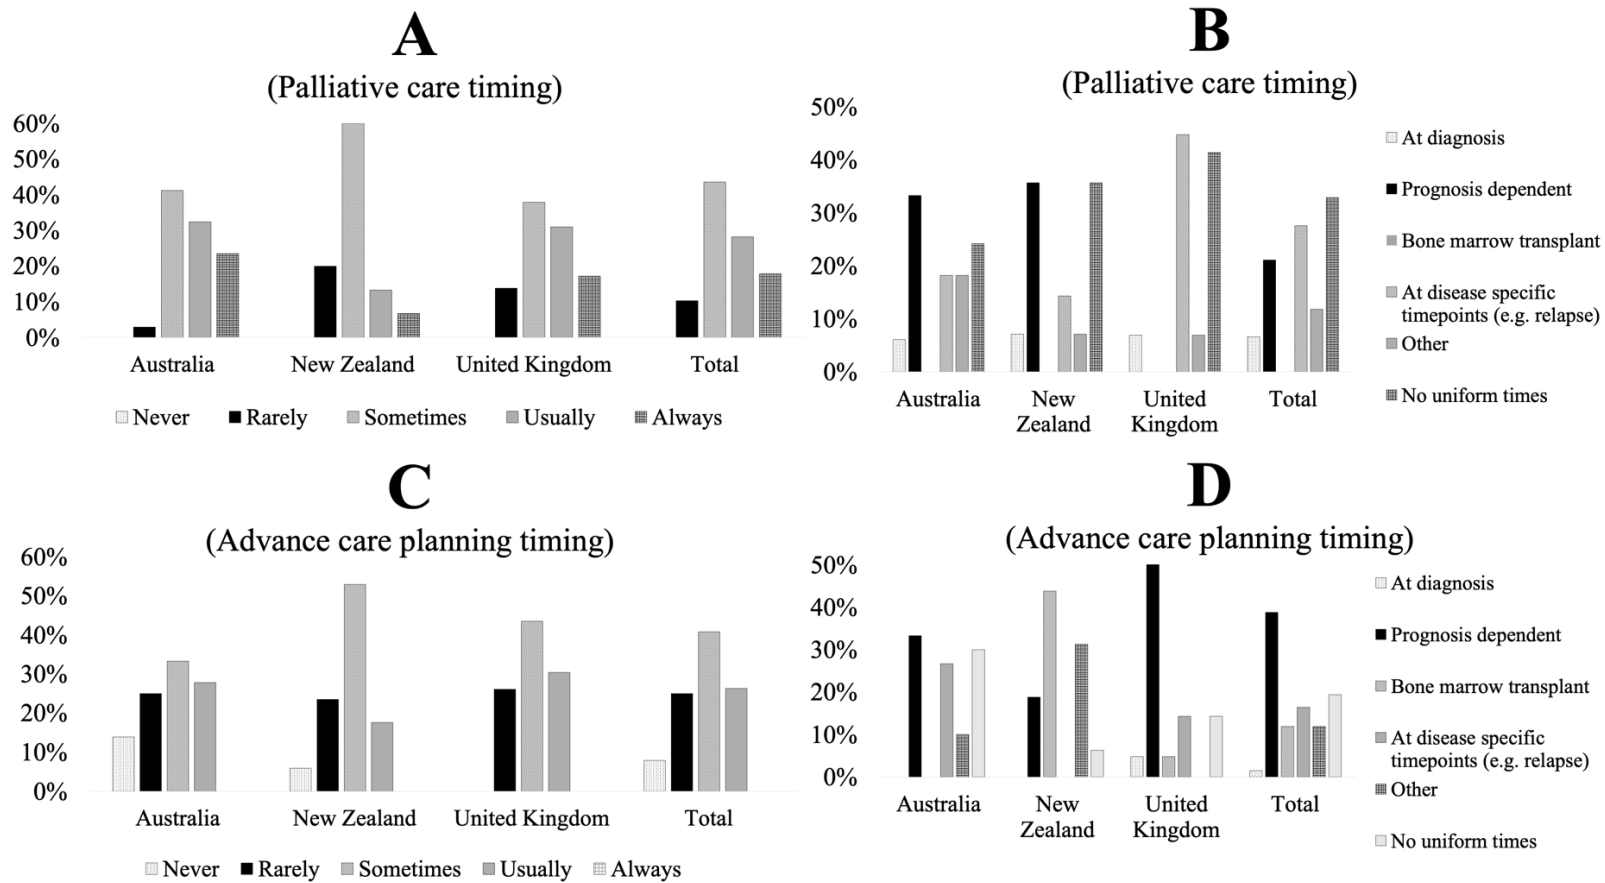 A
(Palliative care timing)
60%
50%
40%
30%
20%
10%
0%
Australia
New Zealand
United Kingdom
Total
Never
Rarely
Sometimes
Usually
Always
B
(Palliative care timing)
50%
40%
30%
20%
10%
0%
Australia
New
Zealand
United
Kingdom
Total
At diagnosis
Prognosis dependent
Bone marrow transplant
At disease specific
timepoints (e.g. relapse)
Other
No uniform times
C
(Advance care planning timing)
60%
50%
40%
30%
20%
10%
0%
Australia
New Zealand
United Kingdom
Total
Never
Rarely
Sometimes
Usually
Always
D
(Advance care planning timing)
50%
40%
30%
20%
10%
0%
Australia
New
Zealand
United
Kingdom
Total
At diagnosis
Prognosis dependent
Bone marrow transplant
At disease specific
timepoints (e.g. relapse)
Other
No uniform times